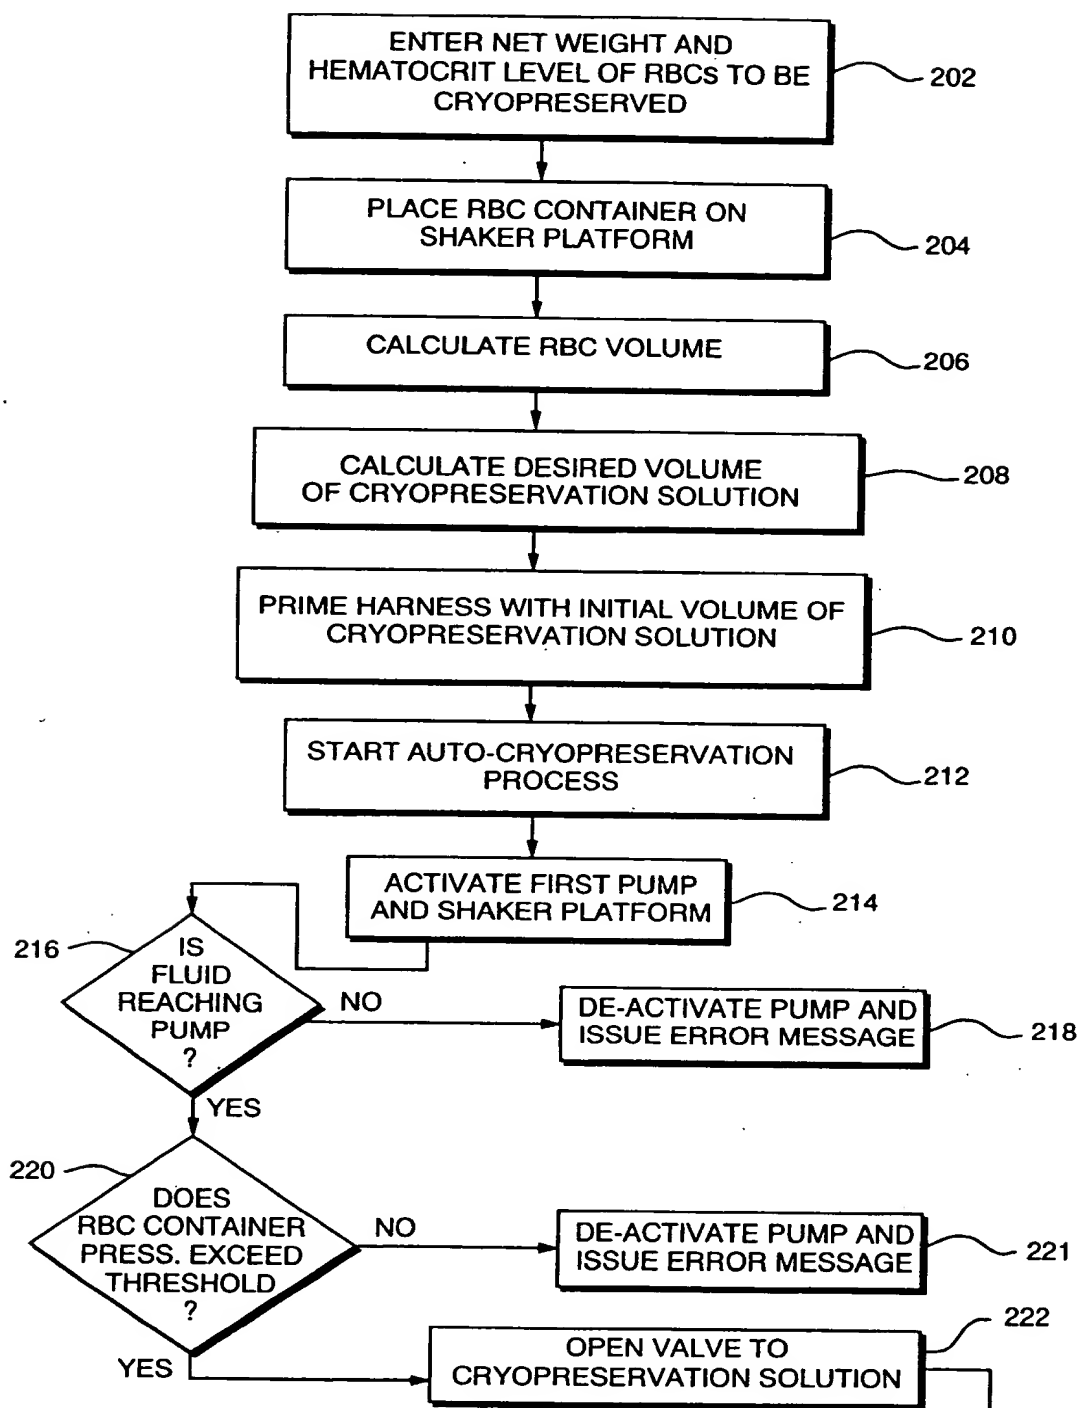 ENTER NET WEIGHT AND
HEMATOCRIT LEVEL OF RBCs TO BE
CRYOPRESERVED
202
PLACE RBC CONTAINER ON
SHAKER PLATFORM
204
CALCULATE RBC VOLUME
206
CALCULATE DESIRED VOLUME
OF CRYOPRESERVATION SOLUTION
208
PRIME HARNESS WITH INITIAL VOLUME OF
CRYOPRESERVATION SOLUTION
210
START AUTO-CRYOPRESERVATION
PROCESS
212
ACTIVATE FIRST PUMP
AND SHAKER PLATFORM
214
216
IS
FLUID
REACHING
PUMP
?
NO
DE-ACTIVATE PUMP AND
ISSUE ERROR MESSAGE
218
YES
220
DOES
RBC CONTAINER
PRESS. EXCEED
THRESHOLD
?
NO
DE-ACTIVATE PUMP AND
ISSUE ERROR MESSAGE
221
YES
OPEN VALVE TO
CRYOPRESERVATION SOLUTION
222